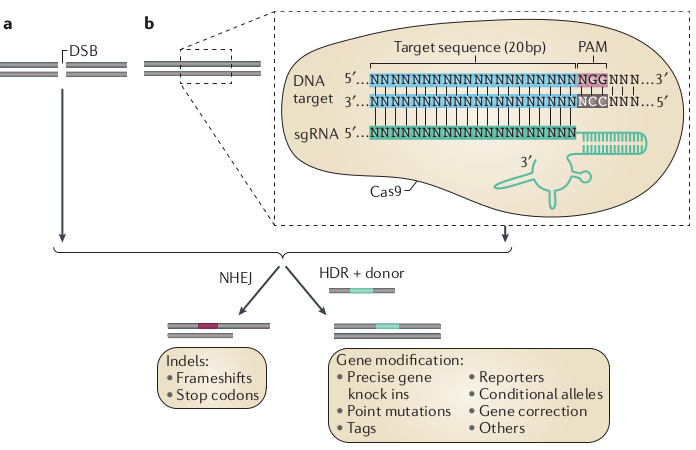 a
b
DSB
Target sequence (20 bp)
PAM
DNA target
5′...NNNNNNNNNNNNNNNNNNNNNGGNNN...3′
3′...NNNNNNNNNNNNNNNNNNNNNCCNNN...5′
sgRNA 5′...NNNNNNNNNNNNNNNNNNNN
3′
Cas9
NHEJ
HDR + donor
Indels:
• Frameshifts
• Stop codons
Gene modification:
• Precise gene
knock ins
• Point mutations
• Tags
• Reporters
• Conditional alleles
• Gene correction
• Others